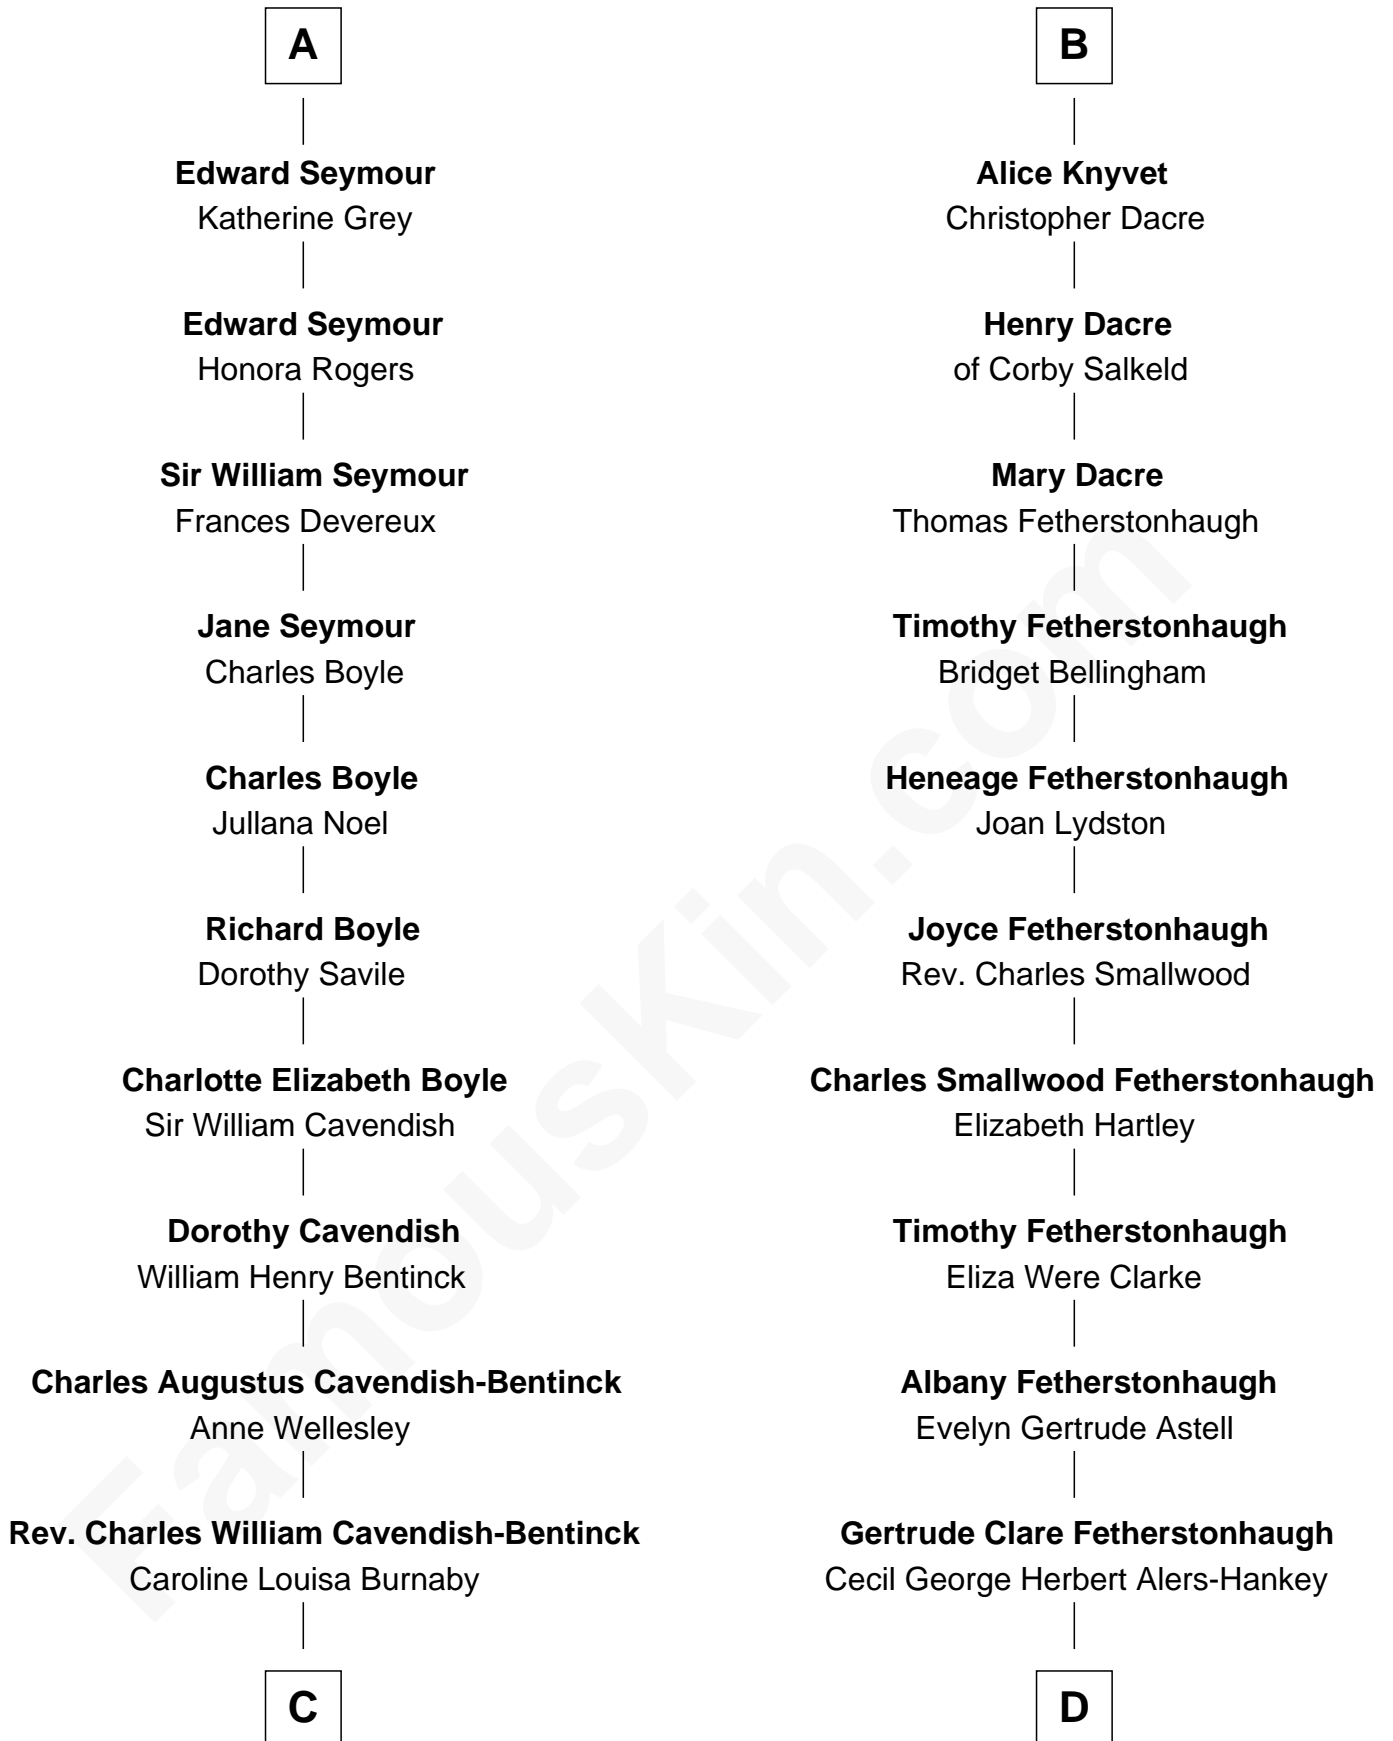 A
Edward Seymour
Katherine Grey
Edward Seymour
Honora Rogers
Sir William Seymour
Frances Devereux
Jane Seymour
Charles Boyle
Charles Boyle
Jullana Noel
Richard Boyle
Dorothy Savile
Charlotte Elizabeth Boyle
Sir William Cavendish
Dorothy Cavendish
William Henry Bentinck
Charles Augustus Cavendish-Bentinck
Anne Wellesley
Rev. Charles William Cavendish-Bentinck
Caroline Louisa Burnaby
C
B
Alice Knyvet
Christopher Dacre
Henry Dacre
of Corby Salkeld
Mary Dacre
Thomas Fetherstonhaugh
Timothy Fetherstonhaugh
Bridget Bellingham
Heneage Fetherstonhaugh
Joan Lydston
Joyce Fetherstonhaugh
Rev. Charles Smallwood
Charles Smallwood Fetherstonhaugh
Elizabeth Hartley
Timothy Fetherstonhaugh
Eliza Were Clarke
Albany Fetherstonhaugh
Evelyn Gertrude Astell
Gertrude Clare Fetherstonhaugh
Cecil George Herbert Alers-Hankey
D
FamousKin.com